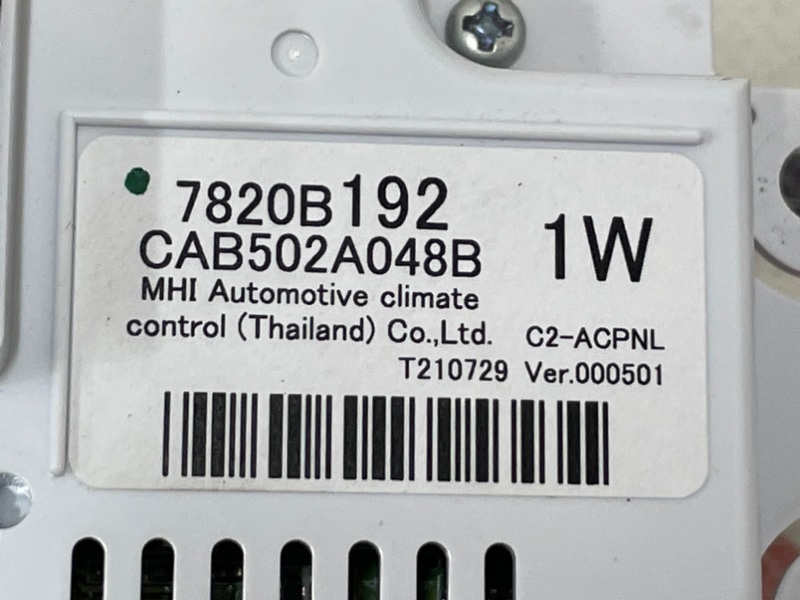 7820B192
CAB502A048B 1W
MHI Automotive climate
control (Thailand) Co.,Ltd. C2-ACPNL
T210729 Ver.000501